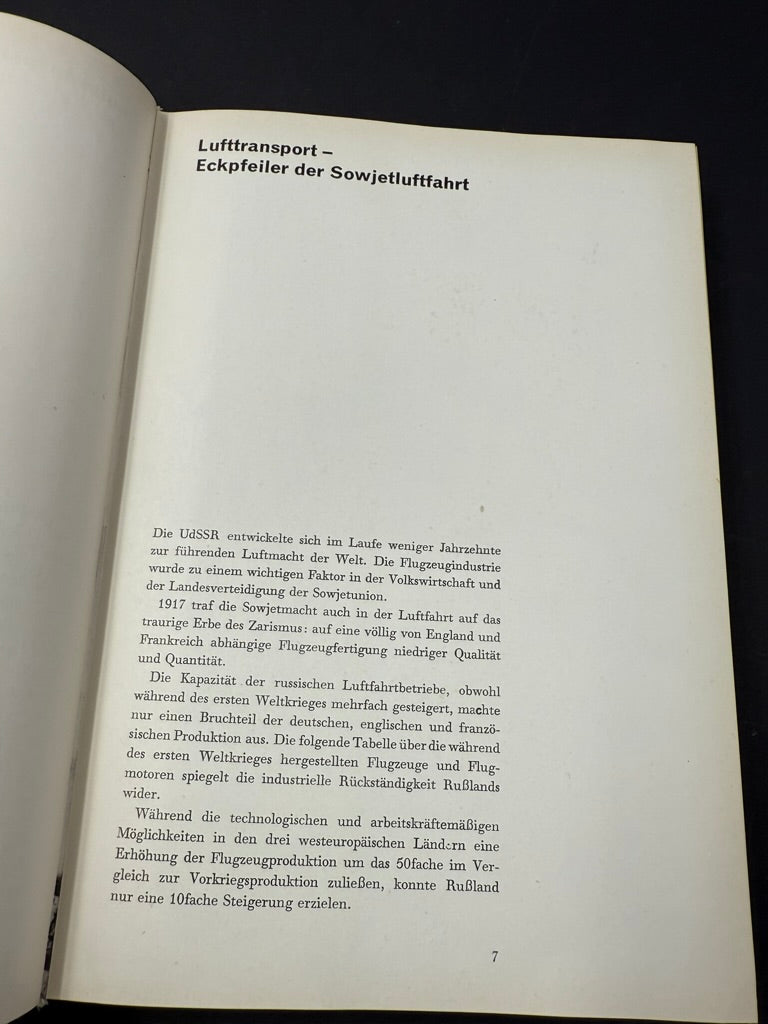 Lufttransport –
Eckpfeiler der Sowjetluftfahrt
Die UdSSR entwickelte sich im Laufe weniger Jahrzehnte
zur führenden Luftmacht der Welt. Die Flugzeugindustrie
wurde zu einem wichtigen Faktor in der Volkswirtschaft und
der Landesverteidigung der Sowjetunion.
1917 traf die Sowjetmacht auch in der Luftfahrt auf das
traurige Erbe des Zarismus: auf eine völlig von England und
Frankreich abhängige Flugzeugfertigung niedriger Qualität
und Quantität.
Die Kapazität der russischen Luftfahrtbetriebe, obwohl
während des ersten Weltkrieges mehrfach gesteigert, machte
nur einen Bruchteil der deutschen, englischen und franzö-
sischen Produktion aus. Die folgende Tabelle über die während
des ersten Weltkrieges hergestellten Flugzeuge und Flug-
motoren spiegelt die industrielle Rückständigkeit Rußlands
wider.
Während die technologischen und arbeitskräftemäßigen
Möglichkeiten in den drei westeuropäischen Ländern eine
Erhöhung der Flugzeugproduktion um das 50fache im Ver-
gleich zur Vorkriegsproduktion zuließen, konnte Rußland
nur eine 10fache Steigerung erzielen.
7